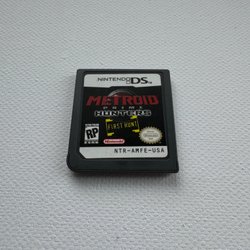 NINTENDO DS
METROID
PRIME
HUNTERS
FIRST HUNT
RP
Nintendo
NTR-AMFE-USA